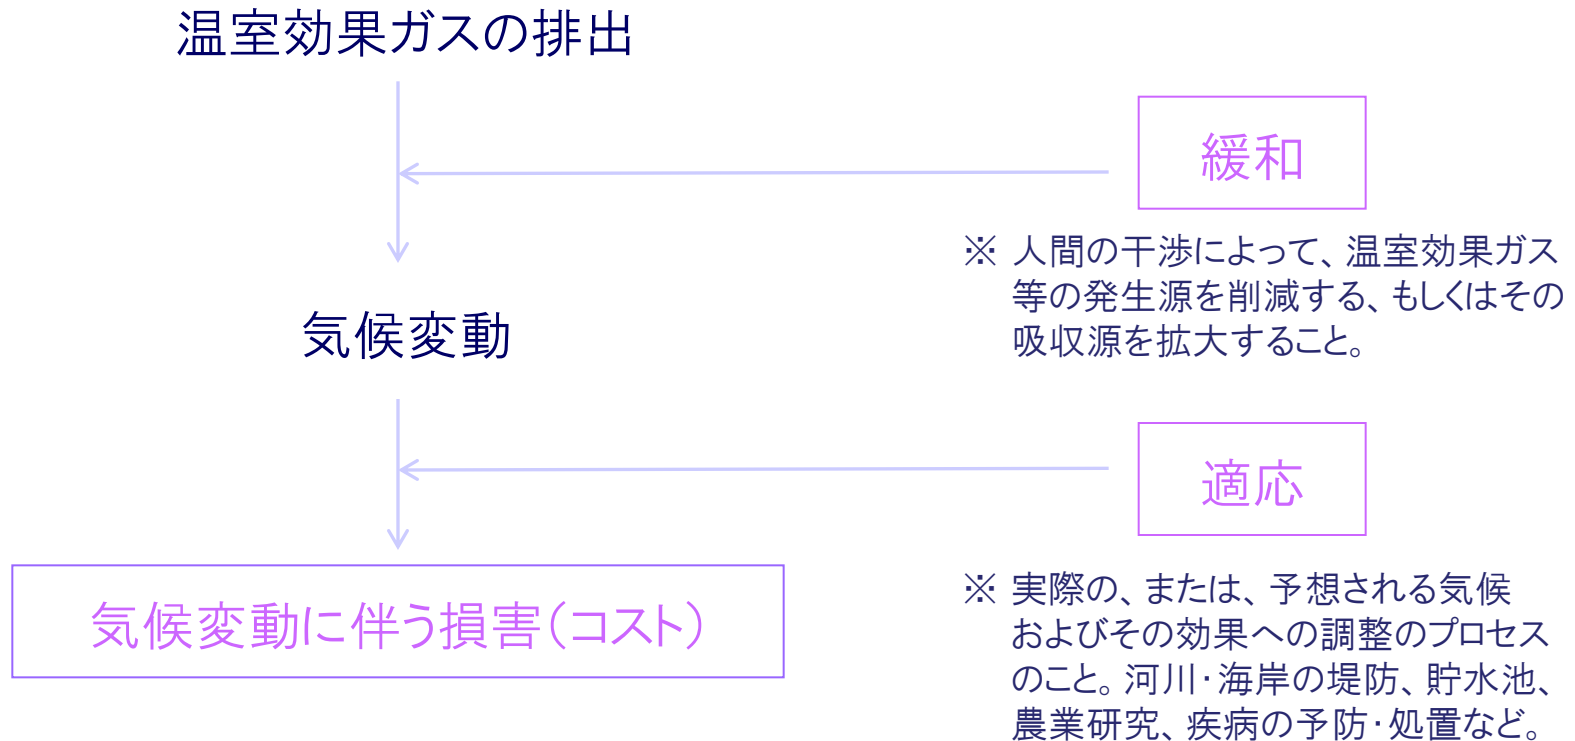 温室効果ガスの排出
緩和
※ 人間の干渉によって、温室効果ガス
等の発生源を削減する、もしくはその
吸収源を拡大すること。
気候変動
適応
※ 実際の、または、予想される気候
およびその効果への調整のプロセス
のこと。河川・海岸の堤防、貯水池、
農業研究、疾病の予防・処置など。
気候変動に伴う損害（コスト）